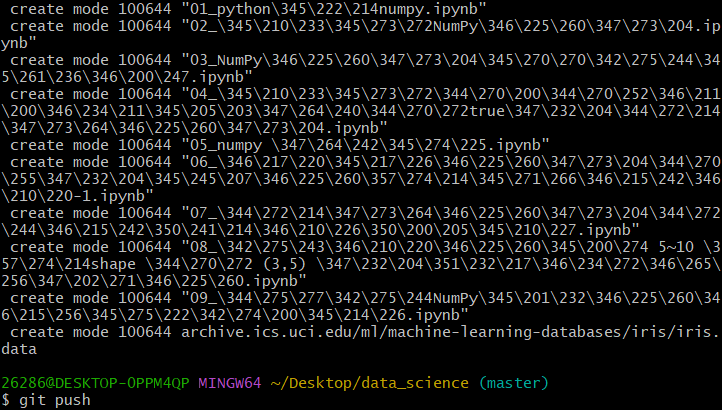 create mode 100644 "01_python\345\222\214numpy.ipynb"
 create mode 100644 "02_\345\210\233\345\273\272NumPy\346\225\260\347\273\204.ip
ynb"
 create mode 100644 "03_NumPy\346\225\260\347\273\204\345\270\270\342\275\244\34
5\261\236\346\200\247.ipynb"
 create mode 100644 "04_\345\210\233\345\273\272\344\270\200\344\270\252\346\211
\200\346\234\211\345\205\203\347\264\240\344\270\272true\347\232\204\344\272\214
\347\273\264\346\225\260\347\273\204.ipynb"
 create mode 100644 "05_numpy \347\264\242\345\274\225.ipynb"
 create mode 100644 "06_\346\217\220\345\217\226\346\225\260\347\273\204\344\270
\255\347\232\204\345\245\207\346\225\260\357\274\214\345\271\266\346\215\242\346
\210\220-1.ipynb"
 create mode 100644 "07_\344\272\214\347\273\264\346\225\260\347\273\204\344\272
\244\346\215\242\350\241\214\346\210\226\350\200\205\345\210\227.ipynb"
 create mode 100644 "08_\342\275\243\346\210\220\346\225\260\345\200\274 5~10 \3
57\274\214shape \344\270\272 (3,5) \347\232\204\351\232\217\346\234\272\346\265\
256\347\202\271\346\225\260.ipynb"
 create mode 100644 "09_\344\275\277\342\275\244NumPy\345\201\232\346\225\260\34
6\215\256\345\275\222\342\274\200\345\214\226.ipynb"
 create mode 100644 archive.ics.uci.edu/ml/machine-learning-databases/iris/iris.
data
26286@DESKTOP-OPPM4QP MINGW64 ~/Desktop/data_science (master)
$ git push